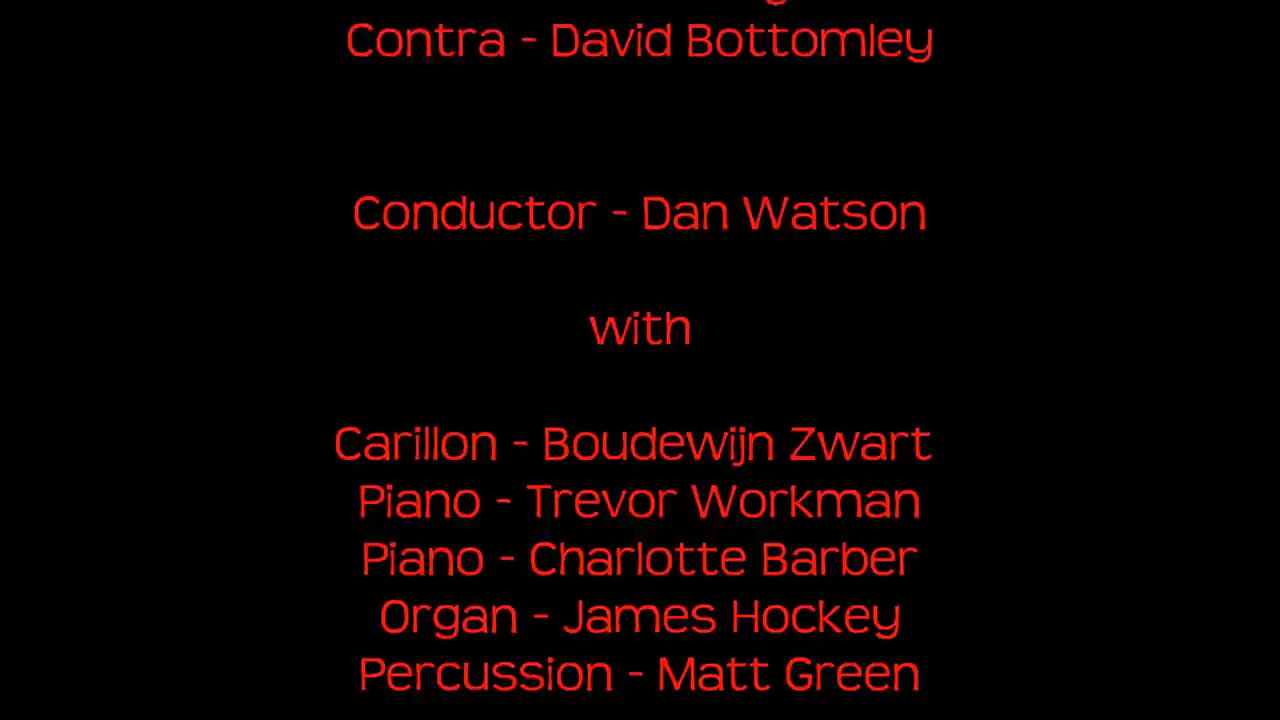 Contra - David Bottomley
Conductor - Dan Watson
with
Carillon - Boudewijn Zwart
Piano - Trevor Workman
Piano - Charlotte Barber
Organ - James Hockey
Percussion - Matt Green